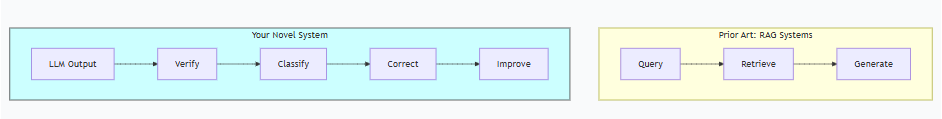 Your Novel System
LLM Output
Verify
Classify
Correct
Improve
Prior Art: RAG Systems
Query
Retrieve
Generate